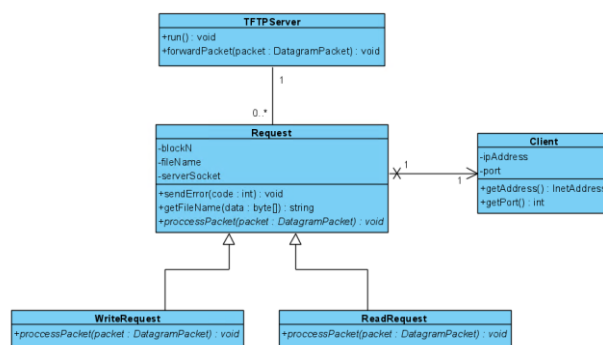 TFTPServer
+run() : void
+forwardPacket(packet : DatagramPacket) : void
1
0..*
Request
-blockN
-fileName
-serverSocket
+sendError(code : int) : void
+getFileName(data : byte[]) : string
+proccessPacket(packet : DatagramPacket) : void
1
1
Client
-ipAddress
-port
+getAddress() : InetAddress
+getPort() : int
WriteRequest
+proccessPacket(packet : DatagramPacket) : void
ReadRequest
+proccessPacket(packet : DatagramPacket) : void